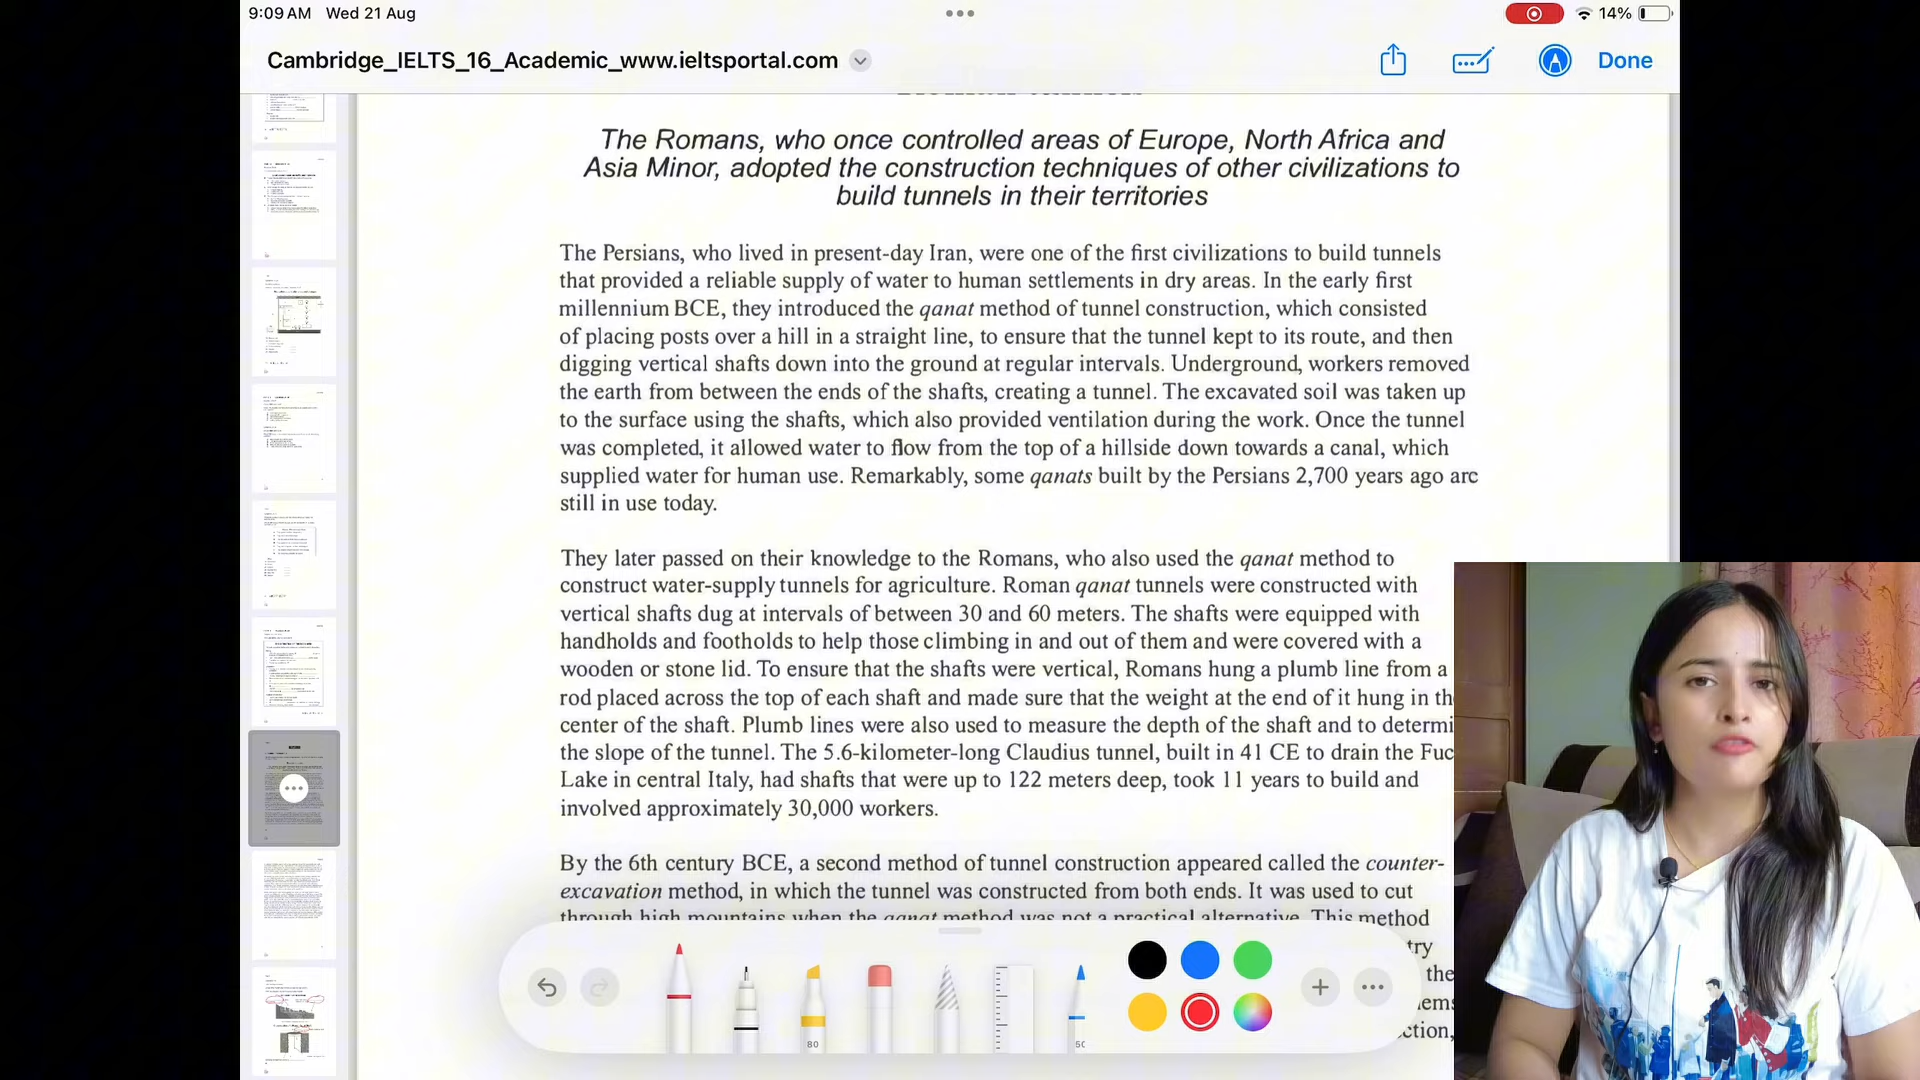 9:09 AM Wed 21 Aug
14%
Cambridge_IELTS_16_Academic_www.ieltsportal.com
Done
The Romans, who once controlled areas of Europe, North Africa and
Asia Minor, adopted the construction techniques of other civilizations to
build tunnels in their territories
The Persians, who lived in present-day Iran, were one of the first civilizations to build tunnels
that provided a reliable supply of water to human settlements in dry areas. In the early first
millennium BCE, they introduced the qanat method of tunnel construction, which consisted
of placing posts over a hill in a straight line, to ensure that the tunnel kept to its route, and then
digging vertical shafts down into the ground at regular intervals. Underground, workers removed
the earth from between the ends of the shafts, creating a tunnel. The excavated soil was taken up
to the surface using the shafts, which also provided ventilation during the work. Once the tunnel
was completed, it allowed water to flow from the top of a hillside down towards a canal, which
supplied water for human use. Remarkably, some qanats built by the Persians 2,700 years ago are
still in use today.
They later passed on their knowledge to the Romans, who also used the qanat method to
construct water-supply tunnels for agriculture. Roman qanat tunnels were constructed with
vertical shafts dug at intervals of between 30 and 60 meters. The shafts were equipped with
handholds and footholds to help those climbing in and out of them and were covered with a
wooden or stone lid. To ensure that the shafts were vertical, Romans hung a plumb line from a
rod placed across the top of each shaft and made sure that the weight at the end of it hung in the
center of the shaft. Plumb lines were also used to measure the depth of the shaft and to determi
the slope of the tunnel. The 5.6-kilometer-long Claudius tunnel, built in 41 CE to drain the Fuc
Lake in central Italy, had shafts that were up to 122 meters deep, took 11 years to build and
involved approximately 30,000 workers.
By the 6th century BCE, a second method of tunnel construction appeared called the counter-
excavation method, in which the tunnel was constructed from both ends. It was used to cut
through high mountains when the qanat method was not a practical alternative. This method
try
the
ems
ction,
80
50